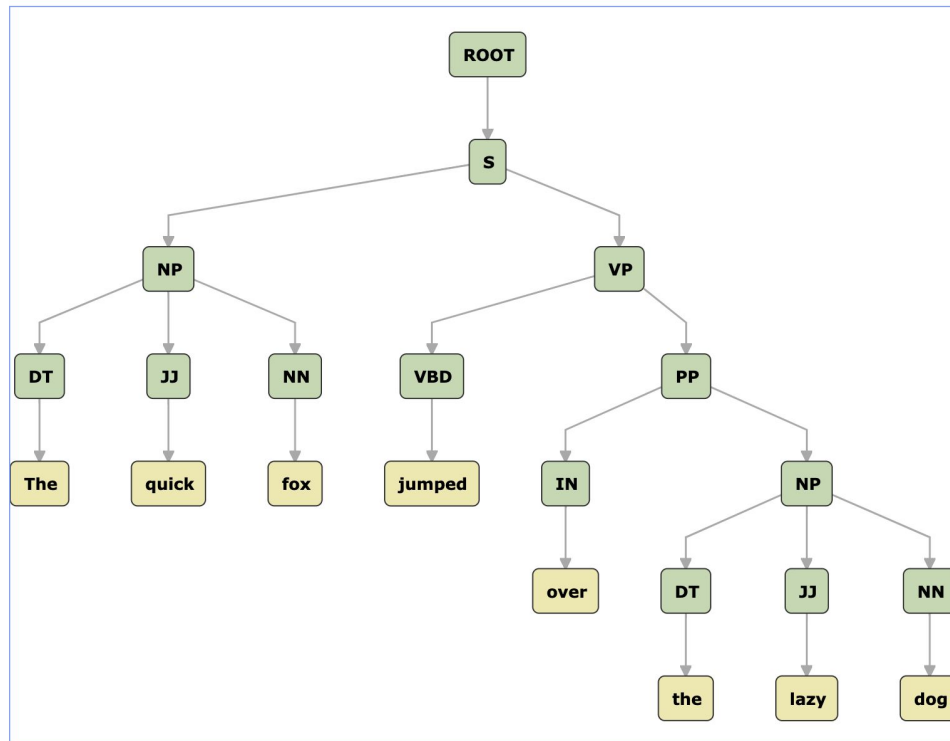 ROOT
S
NP VP
DT JJ NN VBD PP
The quick fox jumped IN NP
over DT JJ NN
the lazy dog